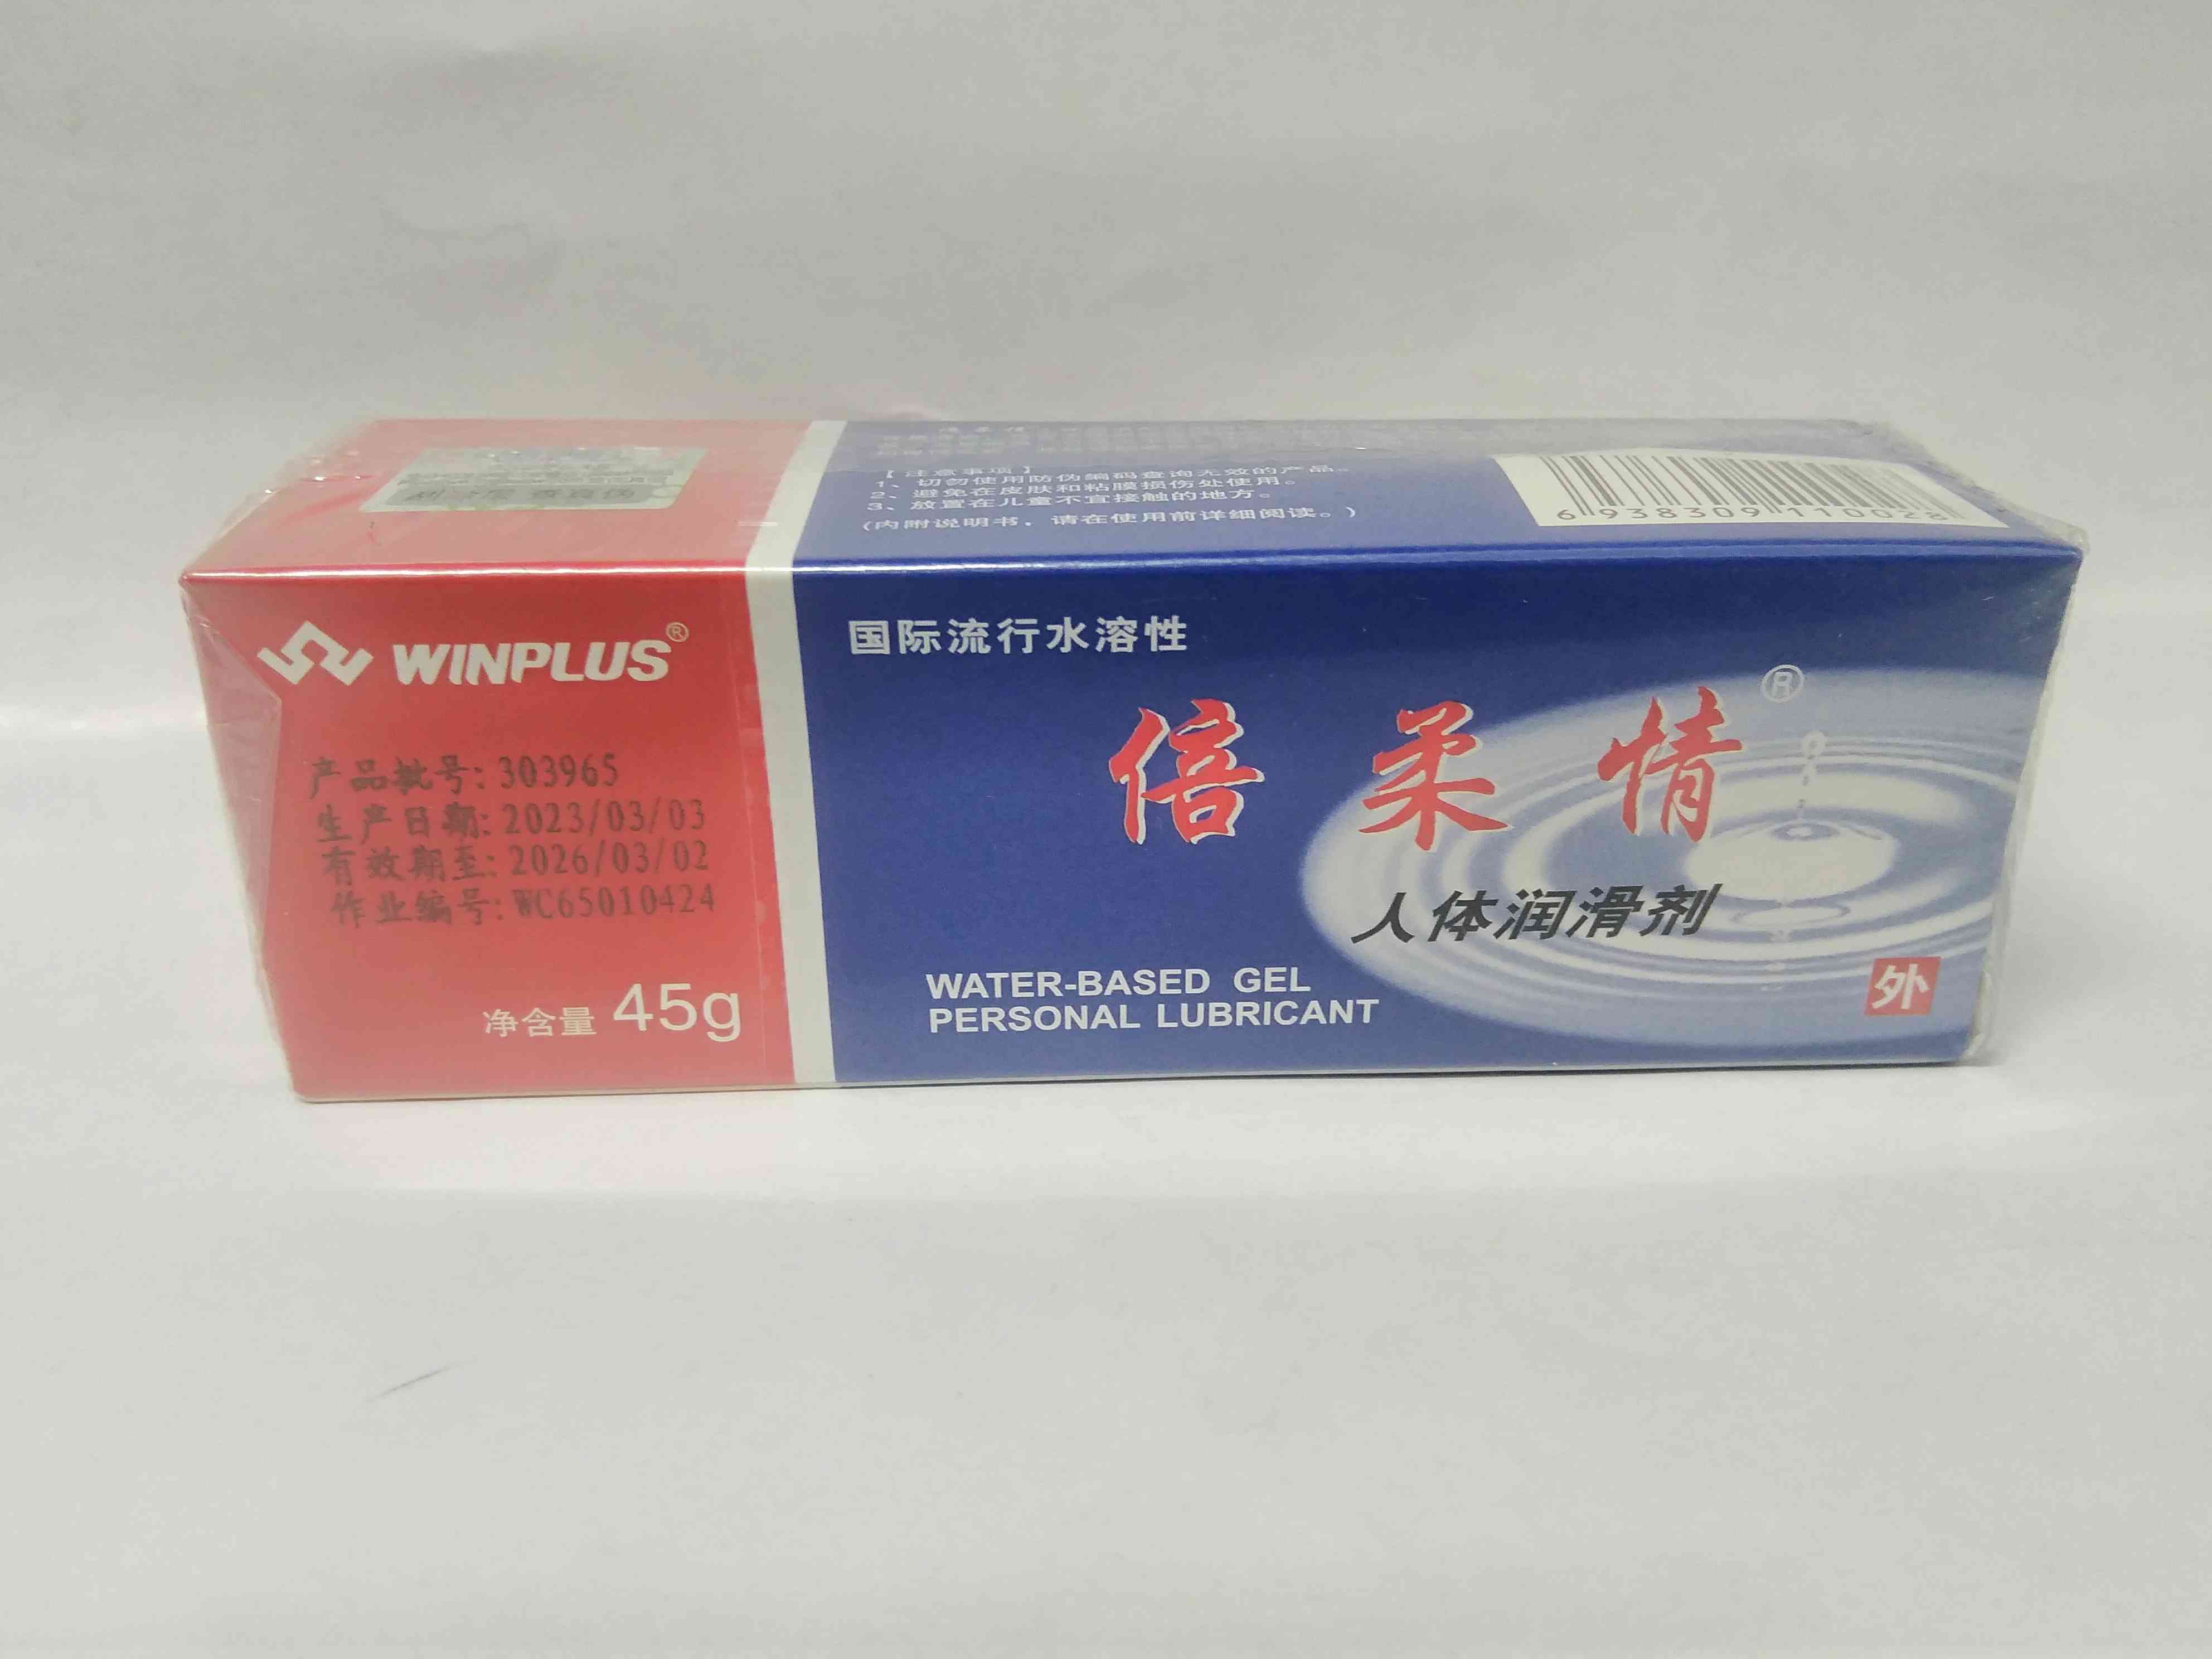 【注意事项】
1、切勿使用防伪编码查询无效的产品。
2、避免在皮肤和粘膜损伤处使用。
3、放置在儿童不宜接触的地方。
(内附说明书，请在使用前详细阅读。)
6 938309 110028
WINPLUS®
产品批号: 303965
生产日期: 2023/03/03
有效期至: 2026/03/02
作业编号: WC65010424
净含量 45g
国际流行水溶性
倍柔情®
人体润滑剂
WATER-BASED GEL
PERSONAL LUBRICANT
外